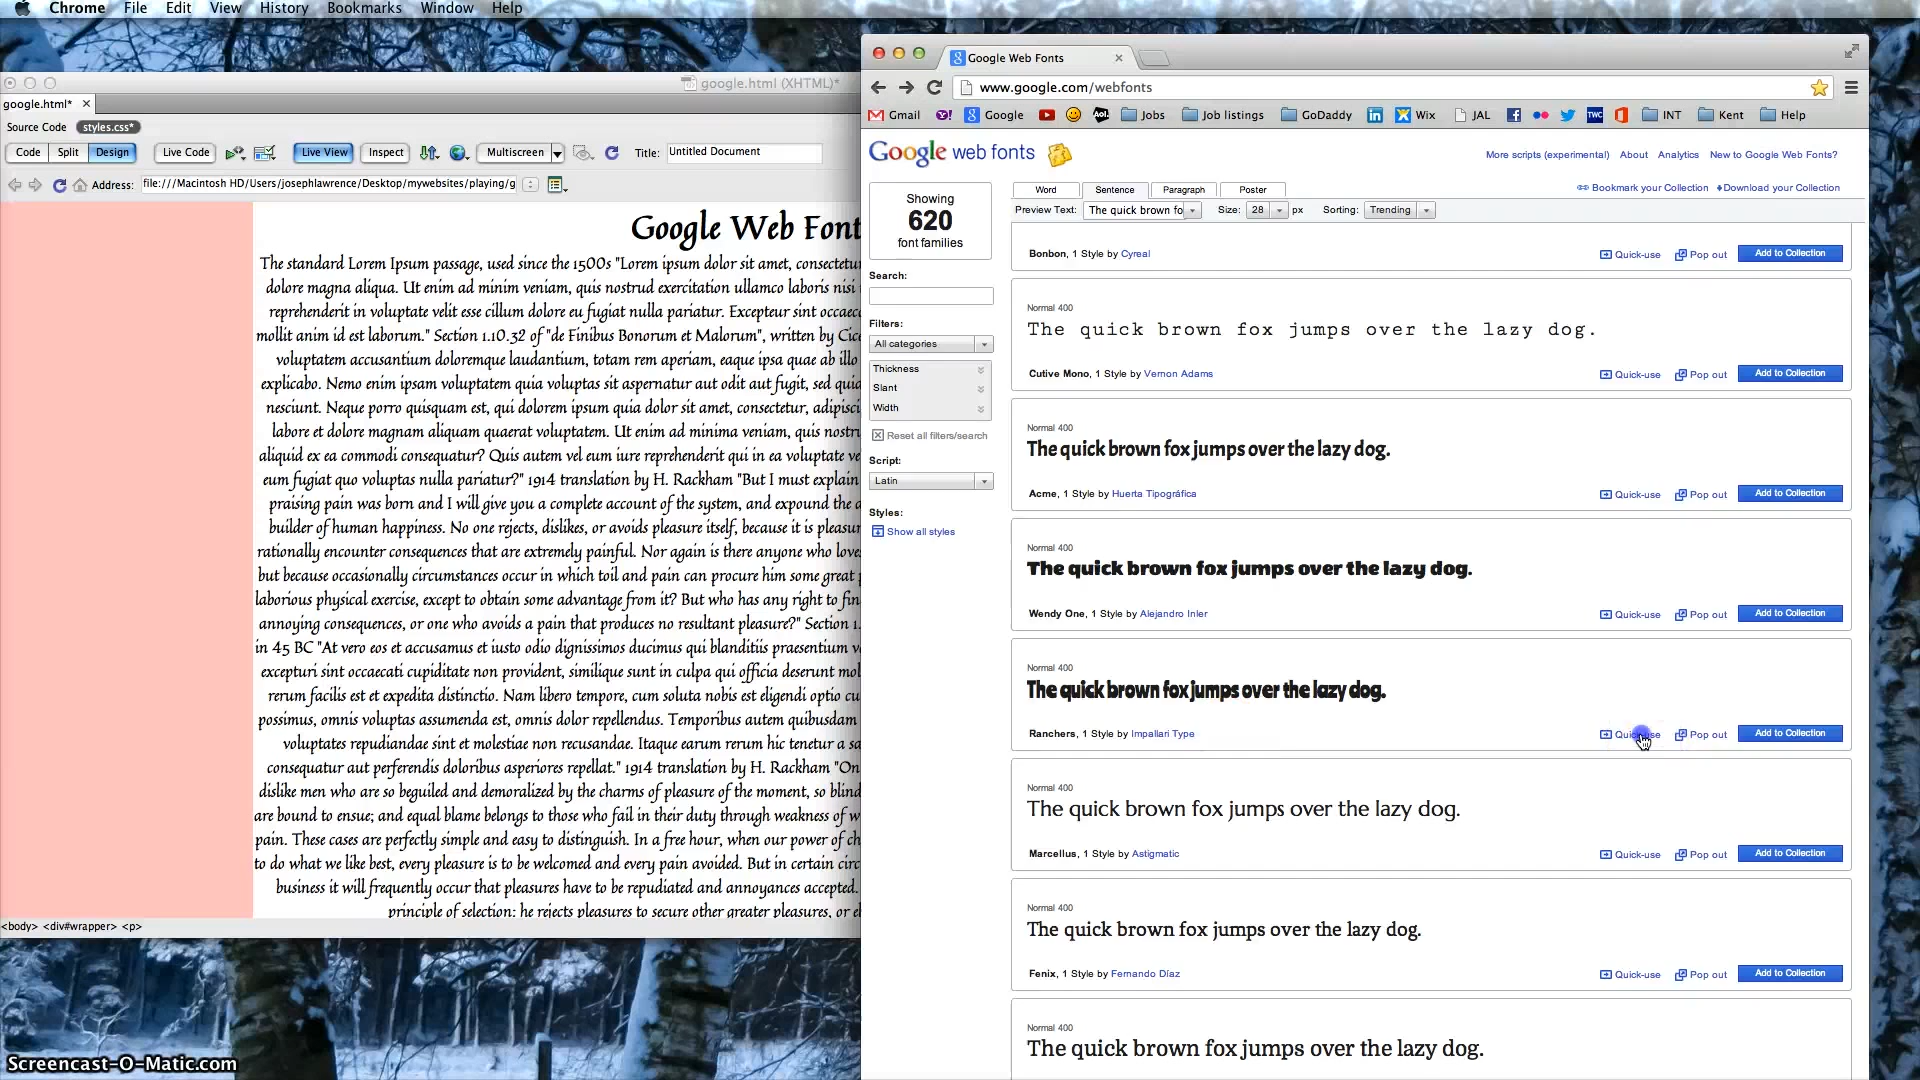 Chrome File Edit View History Bookmarks Window Help
google.html (XHTML)*
google.html*
Source Code styles.css*
Code Split Design Live Code Live View Inspect Multiscreen Title: Untitled Document
Address: file:///Macintosh HD/Users/josephlawrence/Desktop/mywebsites/playing/g
Google Web Font
The standard Lorem Ipsum passage, used since the 1500s "Lorem ipsum dolor sit amet, consectetu
dolore magna aliqua. Ut enim ad minim veniam, quis nostrud exercitation ullamco laboris nisi
reprehenderit in voluptate velit esse cillum dolore eu fugiat nulla pariatur. Excepteur sint occaec
mollit anim id est laborum." Section 1.10.32 of "de Finibus Bonorum et Malorum", written by Cice
voluptatem accusantium doloremque laudantium, totam rem aperiam, eaque ipsa quae ab illo
explicabo. Nemo enim ipsam voluptatem quia voluptas sit aspernatur aut odit aut fugit, sed quia
nesciunt. Neque porro quisquam est, qui dolorem ipsum quia dolor sit amet, consectetur, adipisci
labore et dolore magnam aliquam quaerat voluptatem. Ut enim ad minima veniam, quis nostru
aliquid ex ea commodi consequatur? Quis autem vel eum iure reprehenderit qui in ea voluptate ve
eum fugiat quo voluptas nulla pariatur?" 1914 translation by H. Rackham "But I must explain
praising pain was born and I will give you a complete account of the system, and expound the a
builder of human happiness. No one rejects, dislikes, or avoids pleasure itself, because it is pleasur
rationally encounter consequences that are extremely painful. Nor again is there anyone who love
but because occasionally circumstances occur in which toil and pain can procure him some great
laborious physical exercise, except to obtain some advantage from it? But who has any right to fin
annoying consequences, or one who avoids a pain that produces no resultant pleasure?" Section 1.
in 45 BC "At vero eos et accusamus et iusto odio dignissimos ducimus qui blanditiis praesentium v
excepturi sint occaecati cupiditate non provident, similique sunt in culpa qui officia deserunt mol
rerum facilis est et expedita distinctio. Nam libero tempore, cum soluta nobis est eligendi optio cu
possimus, omnis voluptas assumenda est, omnis dolor repellendus. Temporibus autem quibusdam
voluptates repudiandae sint et molestiae non recusandae. Itaque earum rerum hic tenetur a sa
consequatur aut perferendis doloribus asperiores repellat." 1914 translation by H. Rackham "On
dislike men who are so beguiled and demoralized by the charms of pleasure of the moment, so blind
are bound to ensue; and equal blame belongs to those who fail in their duty through weakness of w
pain. These cases are perfectly simple and easy to distinguish. In a free hour, when our power of ch
to do what we like best, every pleasure is to be welcomed and every pain avoided. But in certain circ
business it will frequently occur that pleasures have to be repudiated and annoyances accepted.
principle of selection: he rejects pleasures to secure other greater pleasures, or el
<body> <div#wrapper> <p>
Google Web Fonts
www.google.com/webfonts
Gmail Google Aol. Jobs Job listings GoDaddy in Wix JAL TWC INT Kent Help
Google web fonts
More scripts (experimental) About Analytics New to Google Web Fonts?
Bookmark your Collection Download your Collection
Showing
620
font families
Search:
Filters:
All categories
Thickness
Slant
Width
Reset all filters/search
Script:
Latin
Styles:
Show all styles
Word Sentence Paragraph Poster
Preview Text: The quick brown fo Size: 28 px Sorting: Trending
Bonbon, 1 Style by Cyreal Quick-use Pop out Add to Collection
Normal 400
The quick brown fox jumps over the lazy dog.
Cutive Mono, 1 Style by Vernon Adams Quick-use Pop out Add to Collection
Normal 400
The quick brown fox jumps over the lazy dog.
Acme, 1 Style by Huerta Tipográfica Quick-use Pop out Add to Collection
Normal 400
The quick brown fox jumps over the lazy dog.
Wendy One, 1 Style by Alejandro Inler Quick-use Pop out Add to Collection
Normal 400
The quick brown fox jumps over the lazy dog.
Ranchers, 1 Style by Impallari Type Quick-use Pop out Add to Collection
Normal 400
The quick brown fox jumps over the lazy dog.
Marcellus, 1 Style by Astigmatic Quick-use Pop out Add to Collection
Normal 400
The quick brown fox jumps over the lazy dog.
Fenix, 1 Style by Fernando Díaz Quick-use Pop out Add to Collection
Normal 400
The quick brown fox jumps over the lazy dog.
Screencast-O-Matic.com